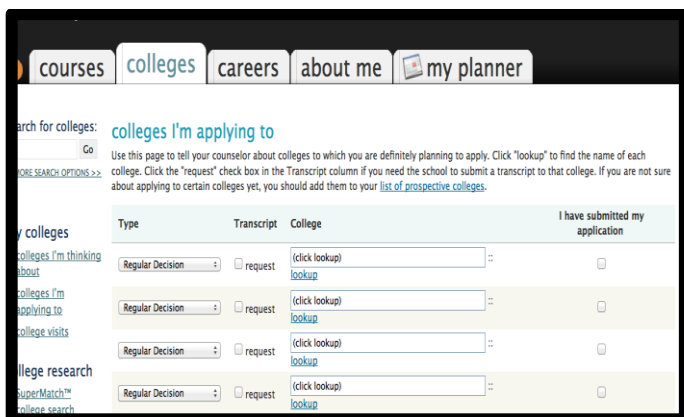 courses colleges careers about me my planner
arch for colleges:
Go
MORE SEARCH OPTIONS >>
y colleges
colleges I'm thinking
about
colleges I'm
applying to
college visits
llege research
SuperMatch™
college search
colleges I'm applying to
Use this page to tell your counselor about colleges to which you are definitely planning to apply. Click "lookup" to find the name of each
college. Click the "request" check box in the Transcript column if you need the school to submit a transcript to that college. If you are not sure
about applying to certain colleges yet, you should add them to your list of prospective colleges.
Type Transcript College I have submitted my
application
Regular Decision request (click lookup) ::
lookup
Regular Decision request (click lookup) ::
lookup
Regular Decision request (click lookup) ::
lookup
Regular Decision request (click lookup) ::
lookup